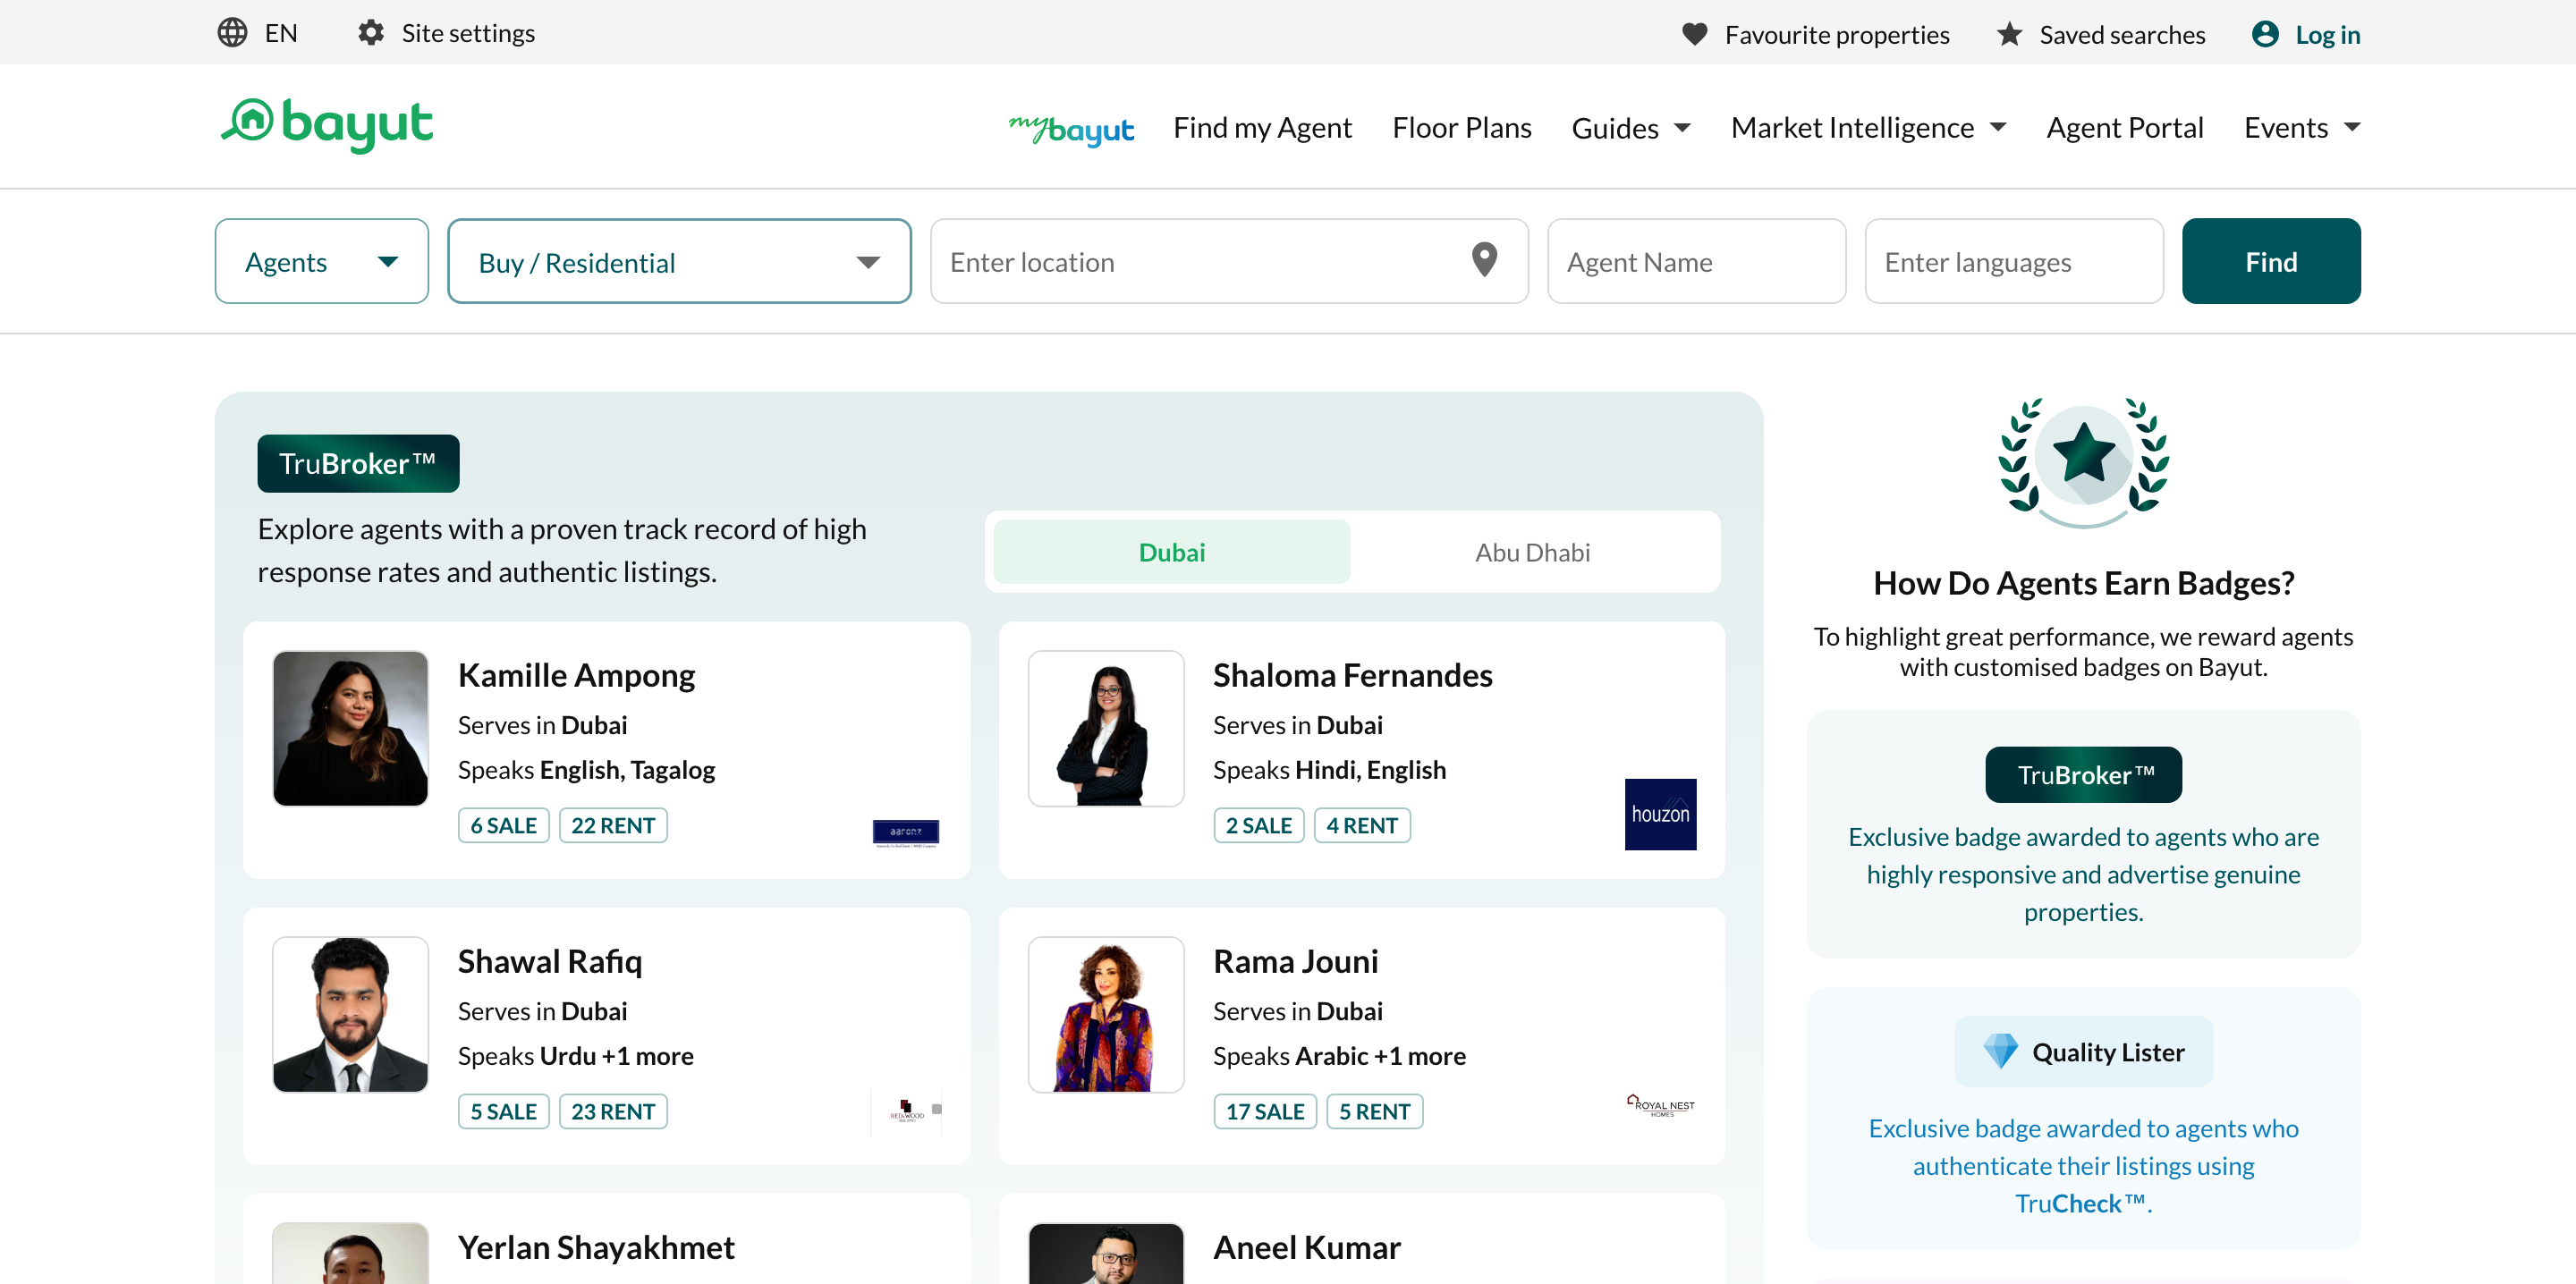 EN
Site settings
Favourite properties
Saved searches
Log in
bayut
mybayut
Find my Agent
Floor Plans
Guides
Market Intelligence
Agent Portal
Events
Agents
Buy / Residential
Enter location
Agent Name
Enter languages
Find
TruBroker™
Explore agents with a proven track record of high
response rates and authentic listings.
Dubai
Abu Dhabi
Kamille Ampong
Serves in Dubai
Speaks English, Tagalog
6 SALE
22 RENT
Shaloma Fernandes
Serves in Dubai
Speaks Hindi, English
2 SALE
4 RENT
houzon
Shawal Rafiq
Serves in Dubai
Speaks Urdu +1 more
5 SALE
23 RENT
Rama Jouni
Serves in Dubai
Speaks Arabic +1 more
17 SALE
5 RENT
ROYAL NEST
HOMES
Yerlan Shayakhmet
Aneel Kumar
How Do Agents Earn Badges?
To highlight great performance, we reward agents
with customised badges on Bayut.
TruBroker™
Exclusive badge awarded to agents who are
highly responsive and advertise genuine
properties.
Quality Lister
Exclusive badge awarded to agents who
authenticate their listings using
TruCheck™.